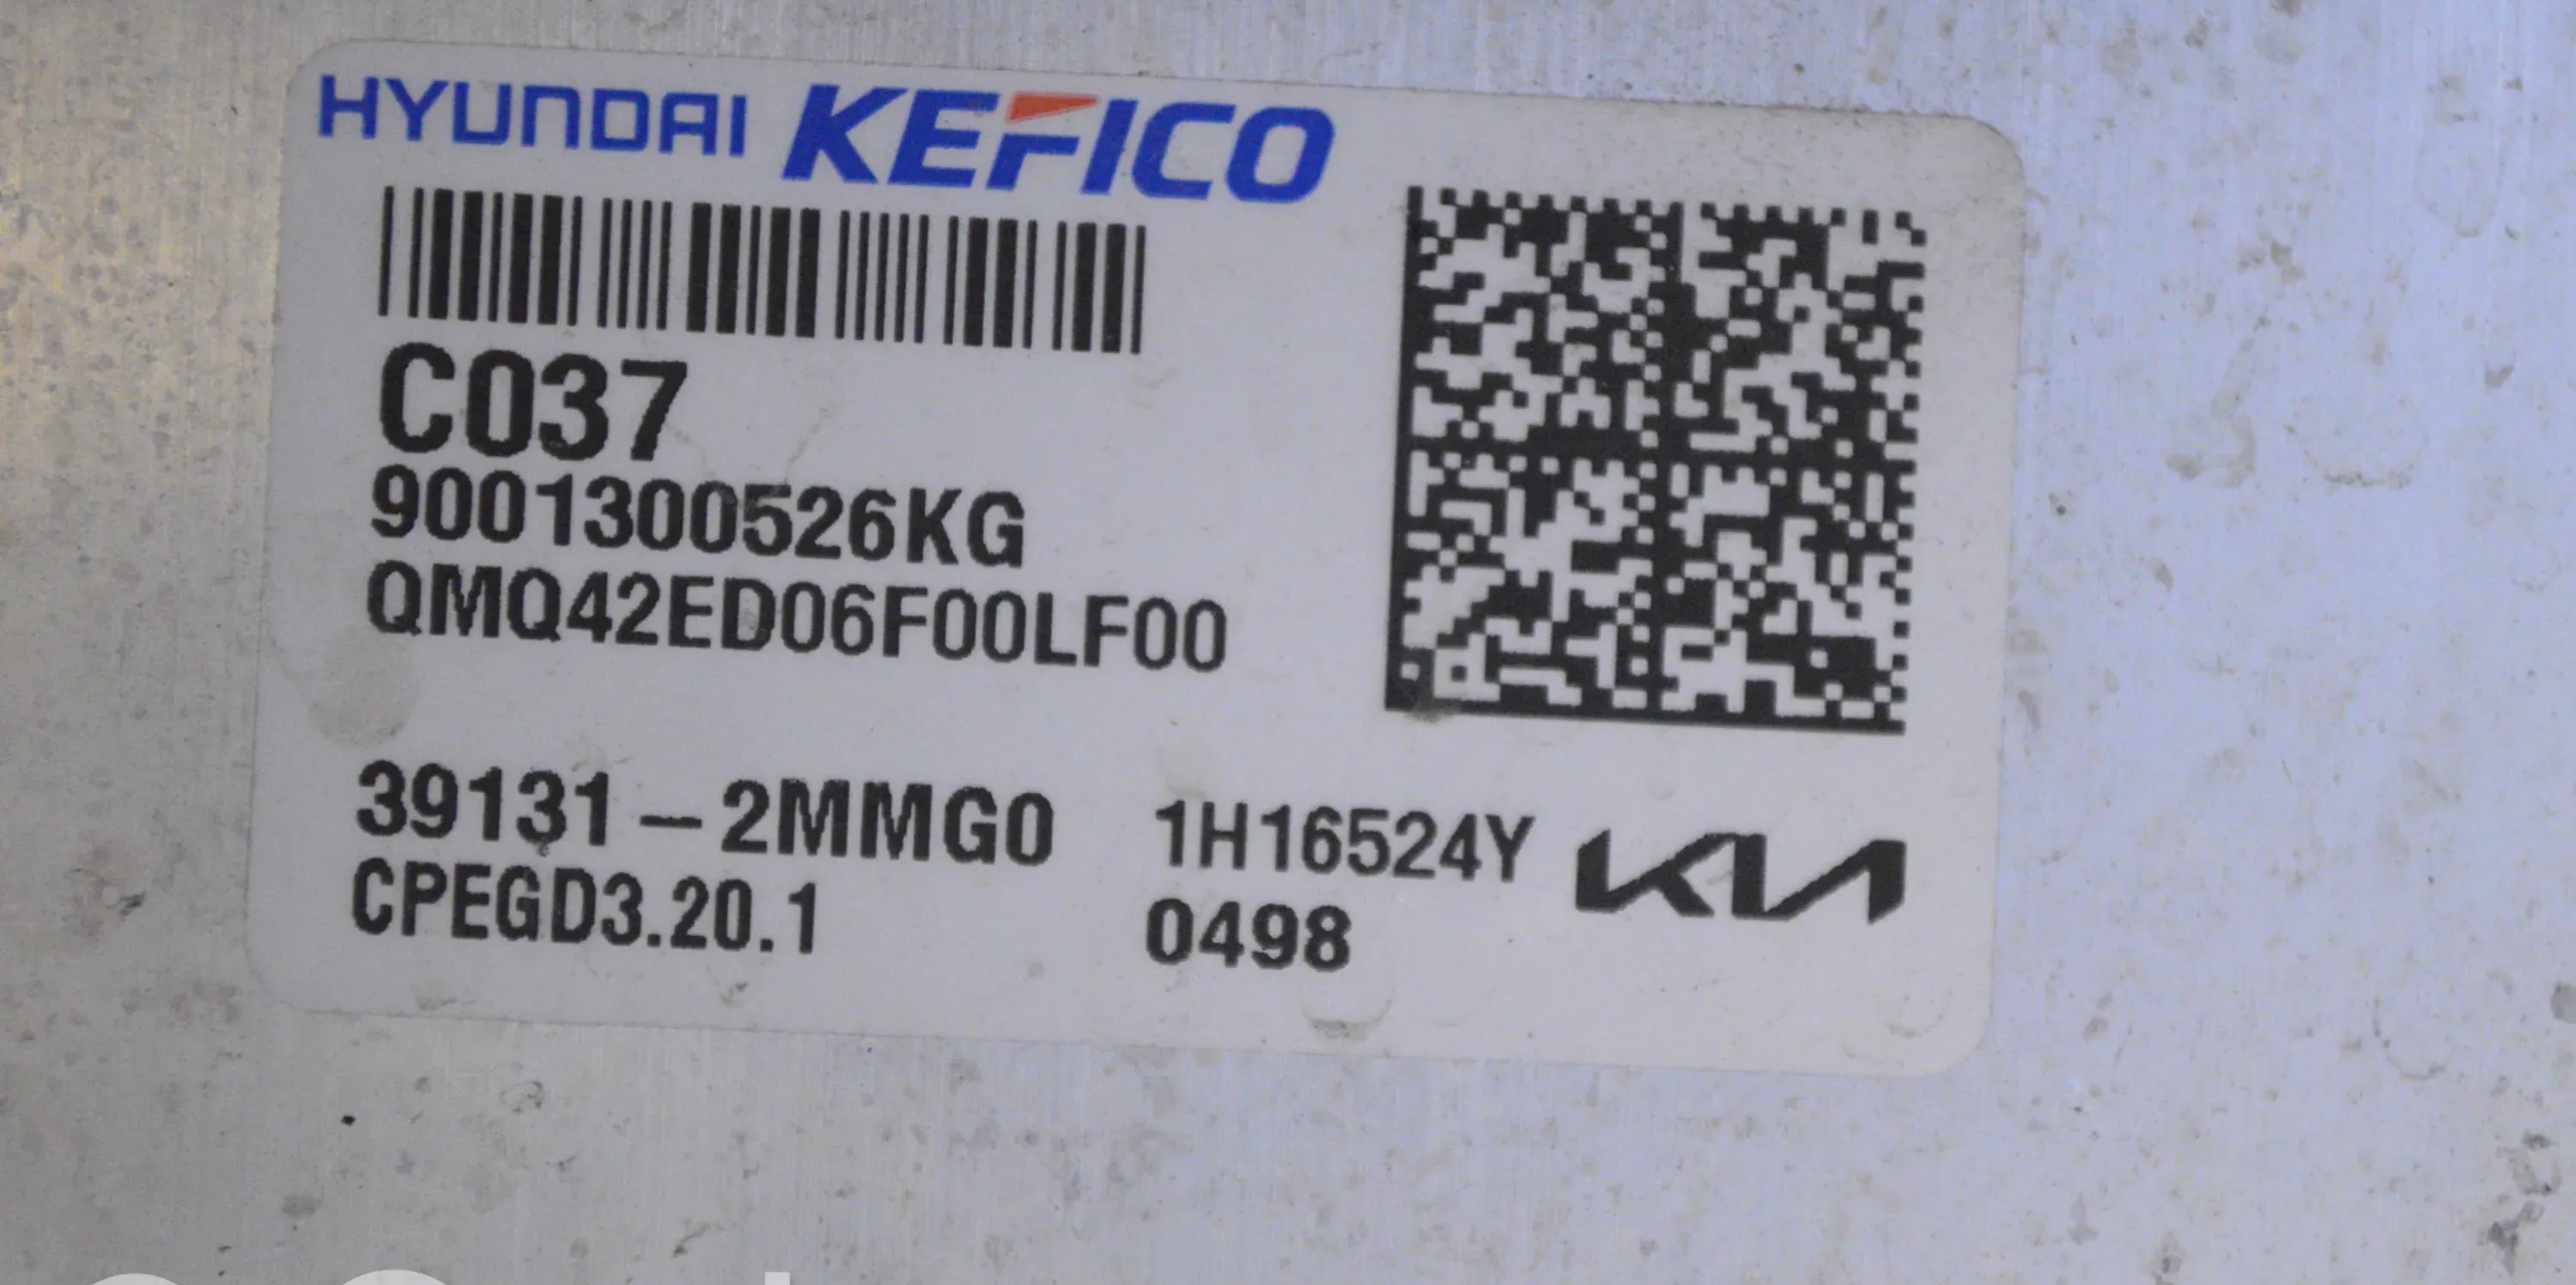 HYUNDAI KEFICO
C037
9001300526KG
QMQ42ED06F00LF00
39131-2MMG0 1H16524Y KIA
CPEGD3.20.1 0498